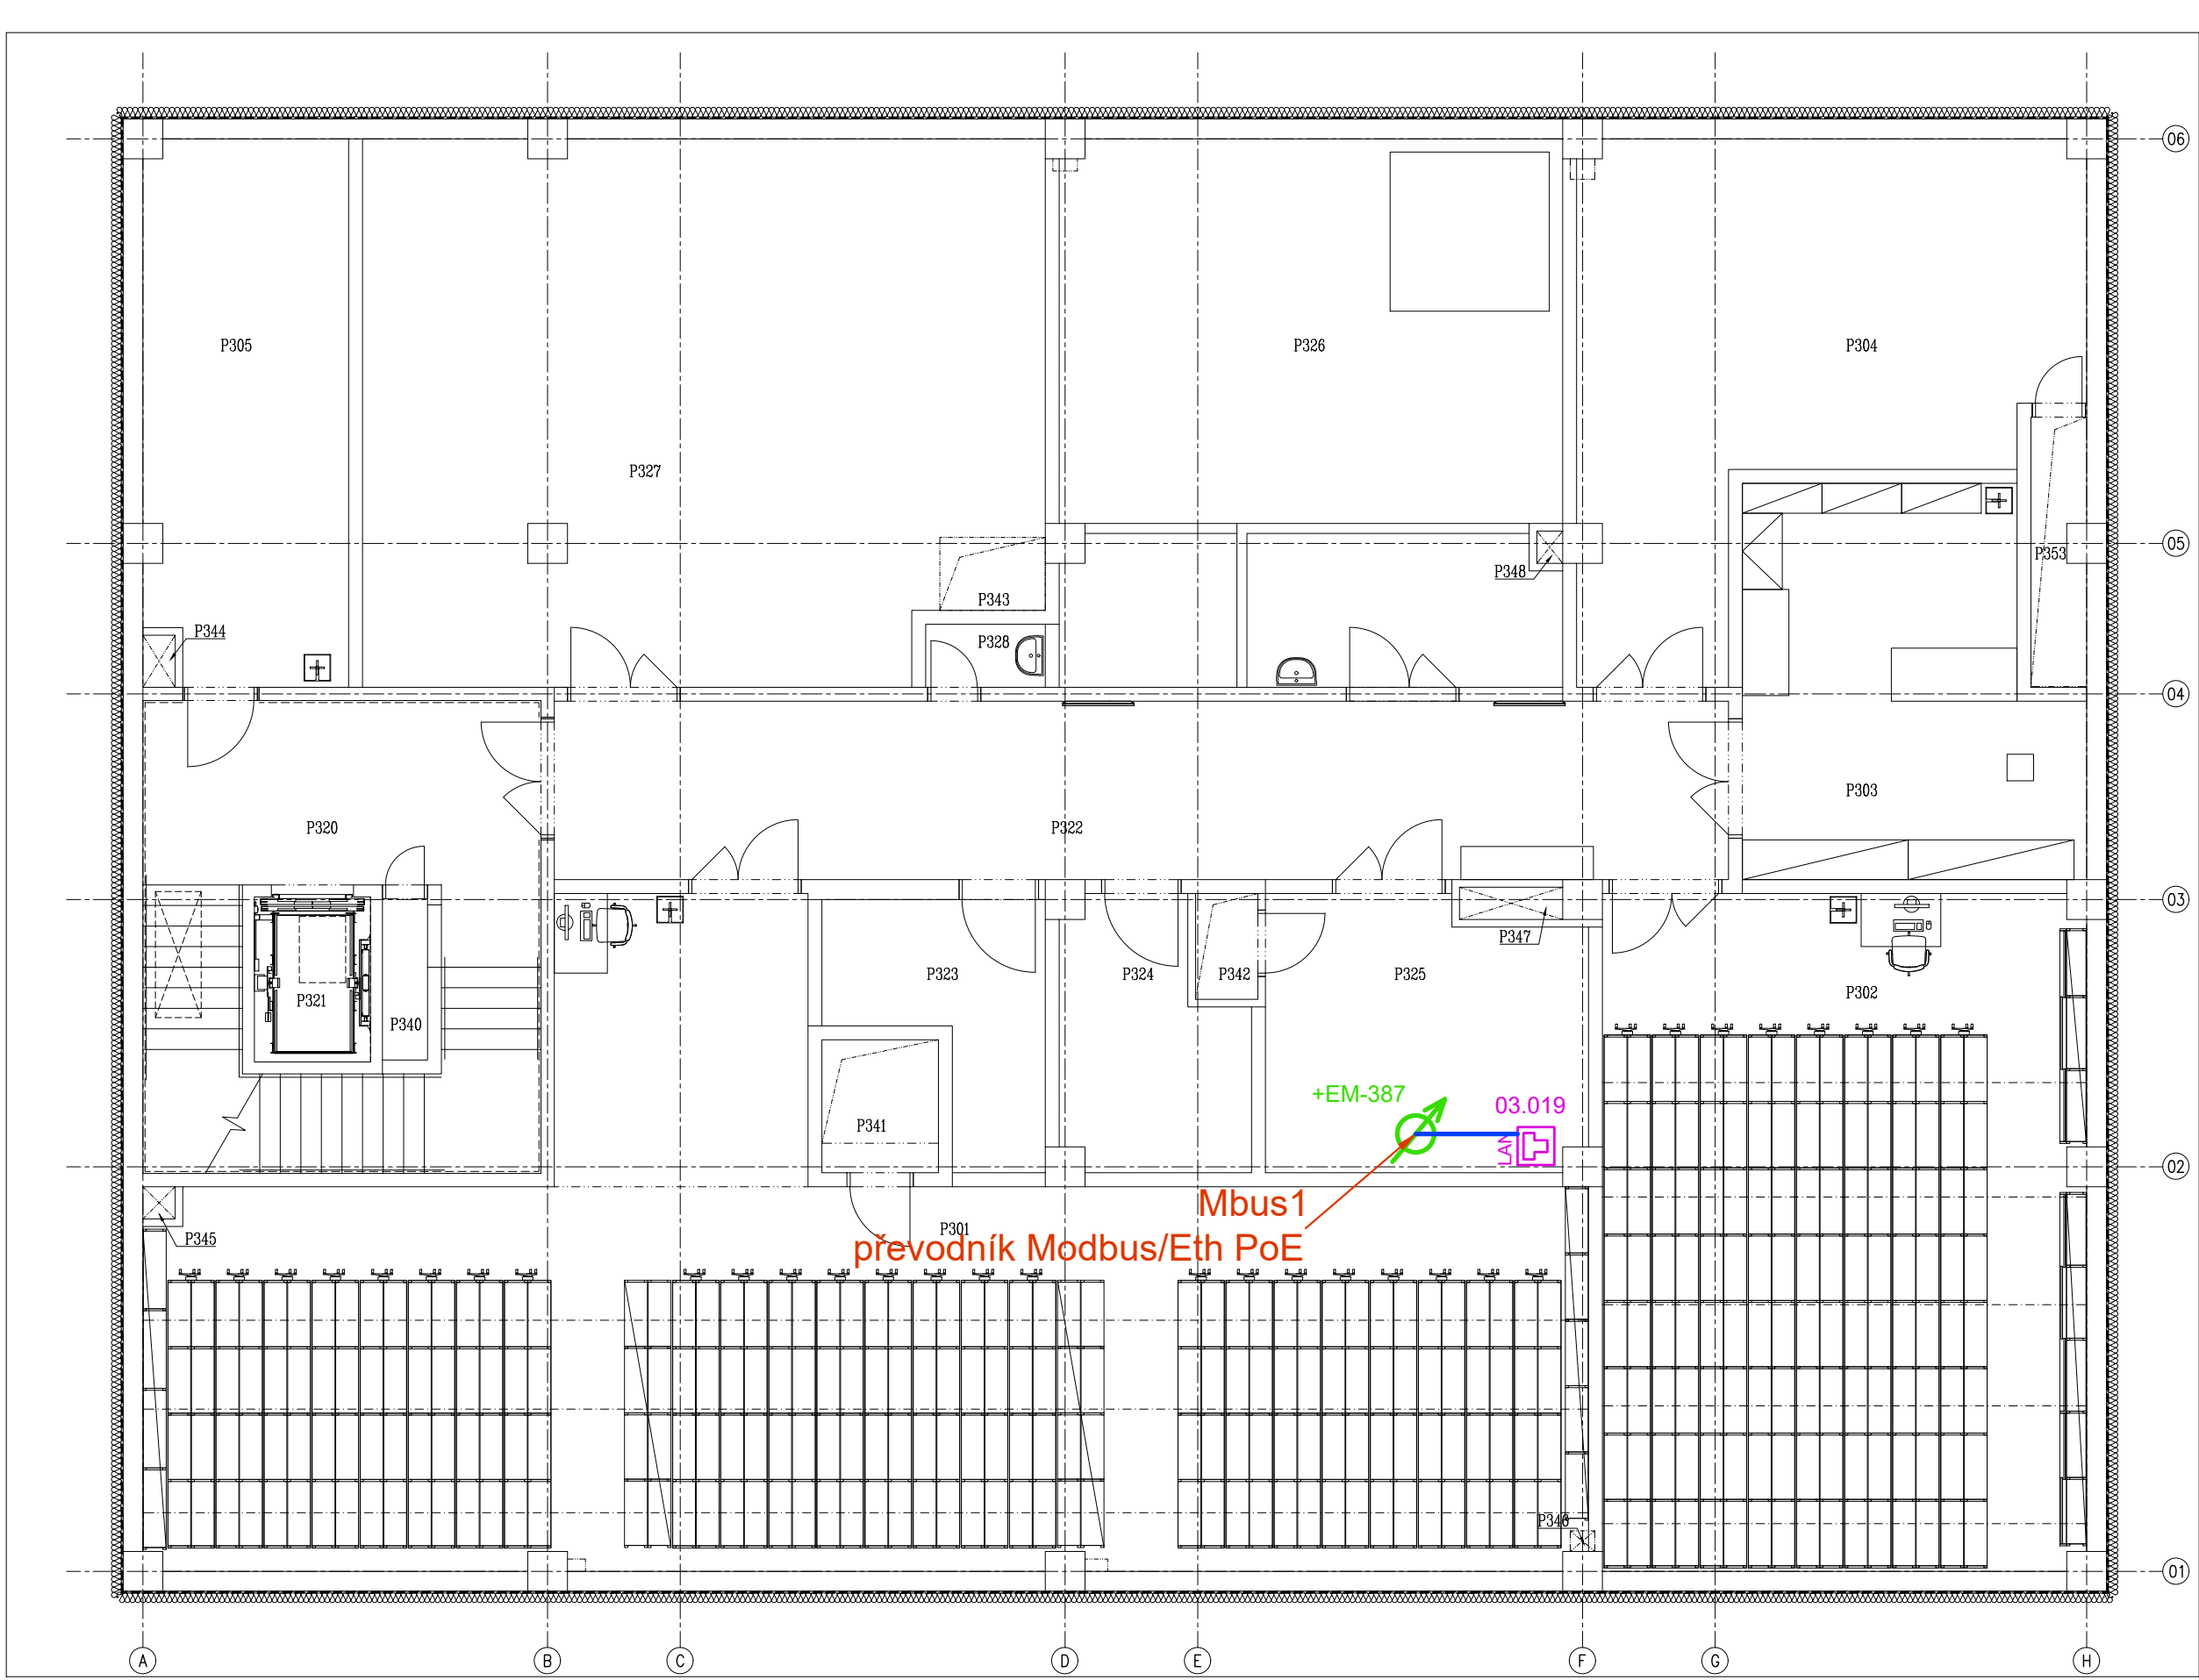 06
P305
P326
P304
P327
05
P353
P348
P343
P344
P328
04
P303
P320
P322
03
P347
P323
P324
P342
P325
P302
P321
P340
+EM-387
03.019
P341
LAN
02
Mbus1
P301
převodník Modbus/Eth PoE
P345
P346
01
A
B
C
D
E
F
G
H